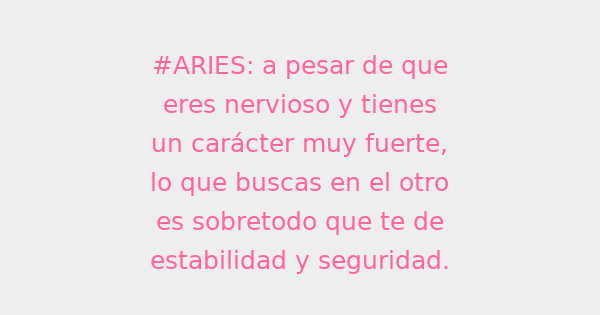 #ARIES: a pesar de que
eres nervioso y tienes
un carácter muy fuerte,
lo que buscas en el otro
es sobretodo que te de
estabilidad y seguridad.